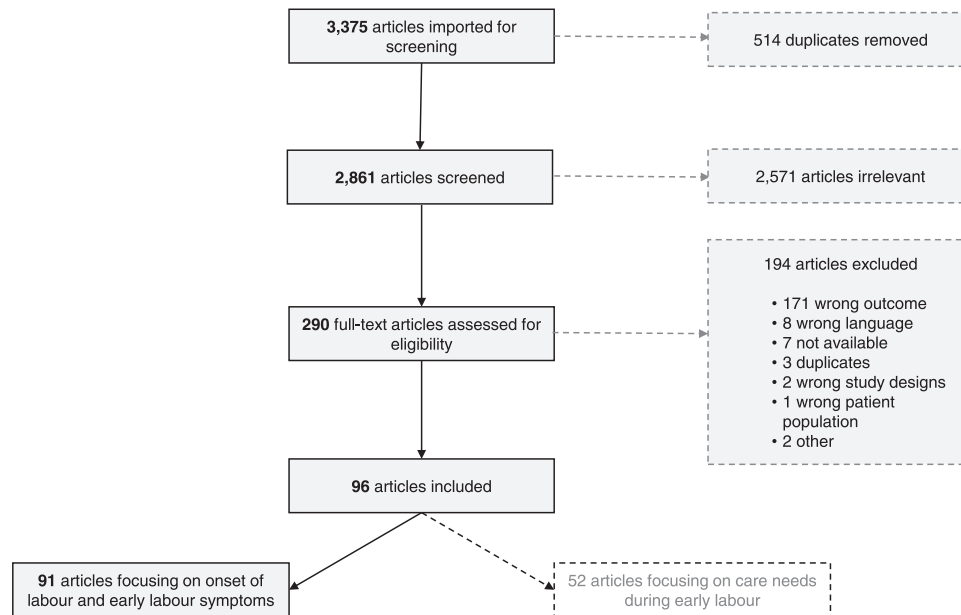 3,375 articles imported for
screening
514 duplicates removed
2,861 articles screened
2,571 articles irrelevant
290 full-text articles assessed for
eligibility
194 articles excluded
• 171 wrong outcome
• 8 wrong language
• 7 not available
• 3 duplicates
• 2 wrong study designs
• 1 wrong patient
population
• 2 other
96 articles included
91 articles focusing on onset of
labour and early labour symptoms
52 articles focusing on care needs
during early labour